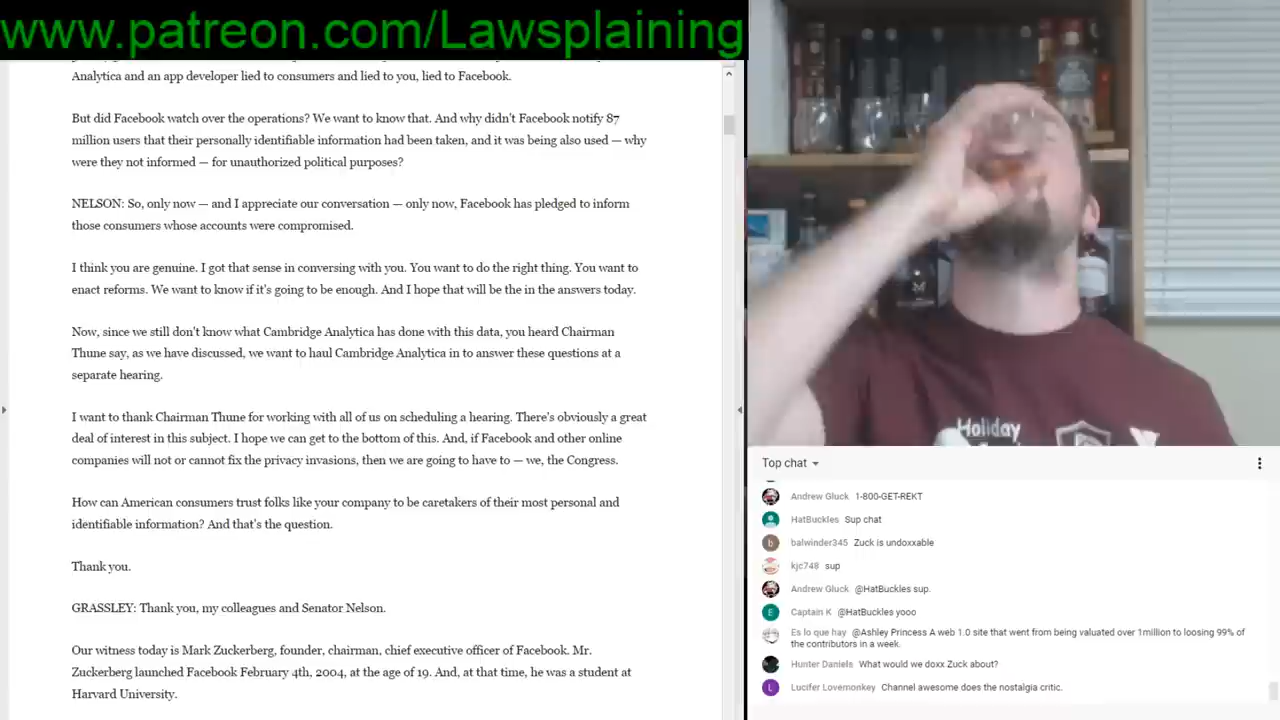 www.patreon.com/Lawsplaining
Analytica and an app developer lied to consumers and lied to you, lied to Facebook.
But did Facebook watch over the operations? We want to know that. And why didn't Facebook notify 87
million users that their personally identifiable information had been taken, and it was being also used — why
were they not informed — for unauthorized political purposes?
NELSON: So, only now — and I appreciate our conversation — only now, Facebook has pledged to inform
those consumers whose accounts were compromised.
I think you are genuine. I got that sense in conversing with you. You want to do the right thing. You want to
enact reforms. We want to know if it's going to be enough. And I hope that will be the in the answers today.
Now, since we still don't know what Cambridge Analytica has done with this data, you heard Chairman
Thune say, as we have discussed, we want to haul Cambridge Analytica in to answer these questions at a
separate hearing.
I want to thank Chairman Thune for working with all of us on scheduling a hearing. There's obviously a great
deal of interest in this subject. I hope we can get to the bottom of this. And, if Facebook and other online
companies will not or cannot fix the privacy invasions, then we are going to have to — we, the Congress.
How can American consumers trust folks like your company to be caretakers of their most personal and
identifiable information? And that's the question.
Thank you.
GRASSLEY: Thank you, my colleagues and Senator Nelson.
Our witness today is Mark Zuckerberg, founder, chairman, chief executive officer of Facebook. Mr.
Zuckerberg launched Facebook February 4th, 2004, at the age of 19. And, at that time, he was a student at
Harvard University.
Holiday
Top chat
Andrew Gluck 1-800-GET-REKT
HatBuckles Sup chat
b balwinder345 Zuck is undoxxable
kjc748 sup
Andrew Gluck @HatBuckles sup.
E Captain K @HatBuckles yooo
Es lo que hay @Ashley Princess A web 1.0 site that went from being valuated over 1million to loosing 99% of
the contributors in a week.
Hunter Daniels What would we doxx Zuck about?
L Lucifer Lovemonkey Channel awesome does the nostalgia critic.